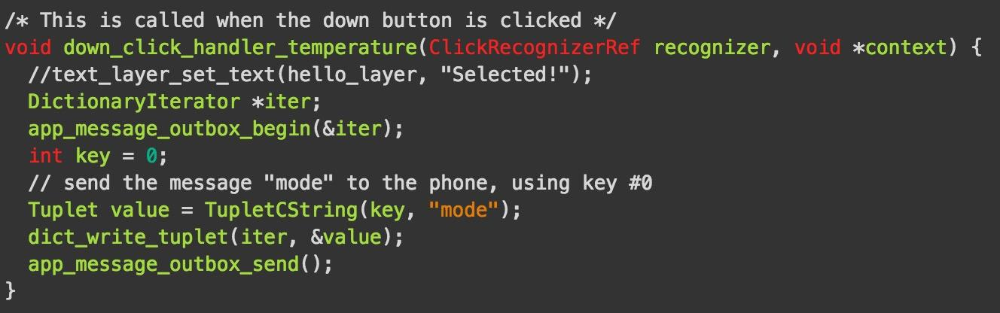 /* This is called when the down button is clicked */
void down_click_handler_temperature(ClickRecognizerRef recognizer, void *context) {
  //text_layer_set_text(hello_layer, "Selected!");
  DictionaryIterator *iter;
  app_message_outbox_begin(&iter);
  int key = 0;
  // send the message "mode" to the phone, using key #0
  Tuplet value = TupletCString(key, "mode");
  dict_write_tuplet(iter, &value);
  app_message_outbox_send();
}